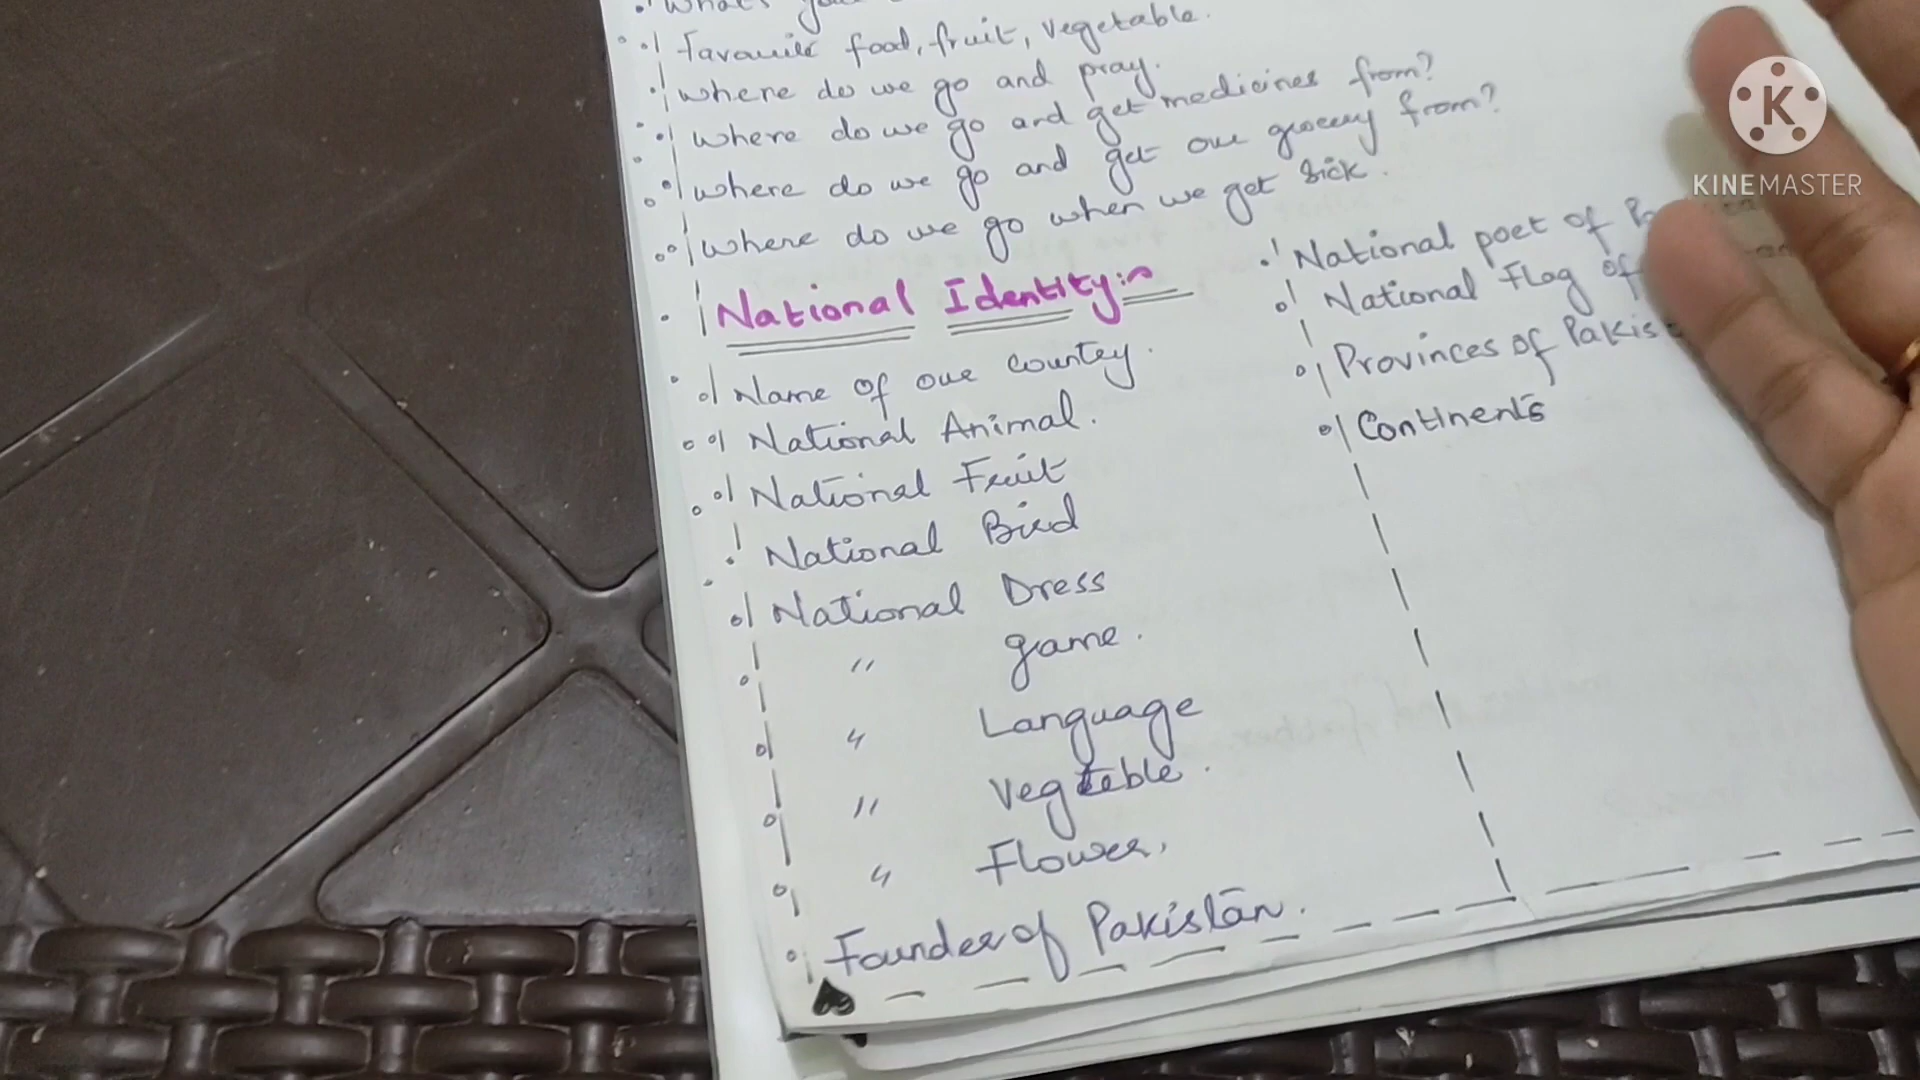 What's
Favourite food, fruit, vegetable.
where do we go and pray.
where do we go and get medicines from?
where do we go and get our grocery from?
where do we go when we get sick.
National Identity:~
Name of our country.
National Animal.
National Fruit
National Bird
National Dress
" game.
" Language
" Vegtable.
" Flower,
Founder of Pakistan.
National poet of
National Flag of
Provinces of Pakis
Continents
K
KINEMASTER